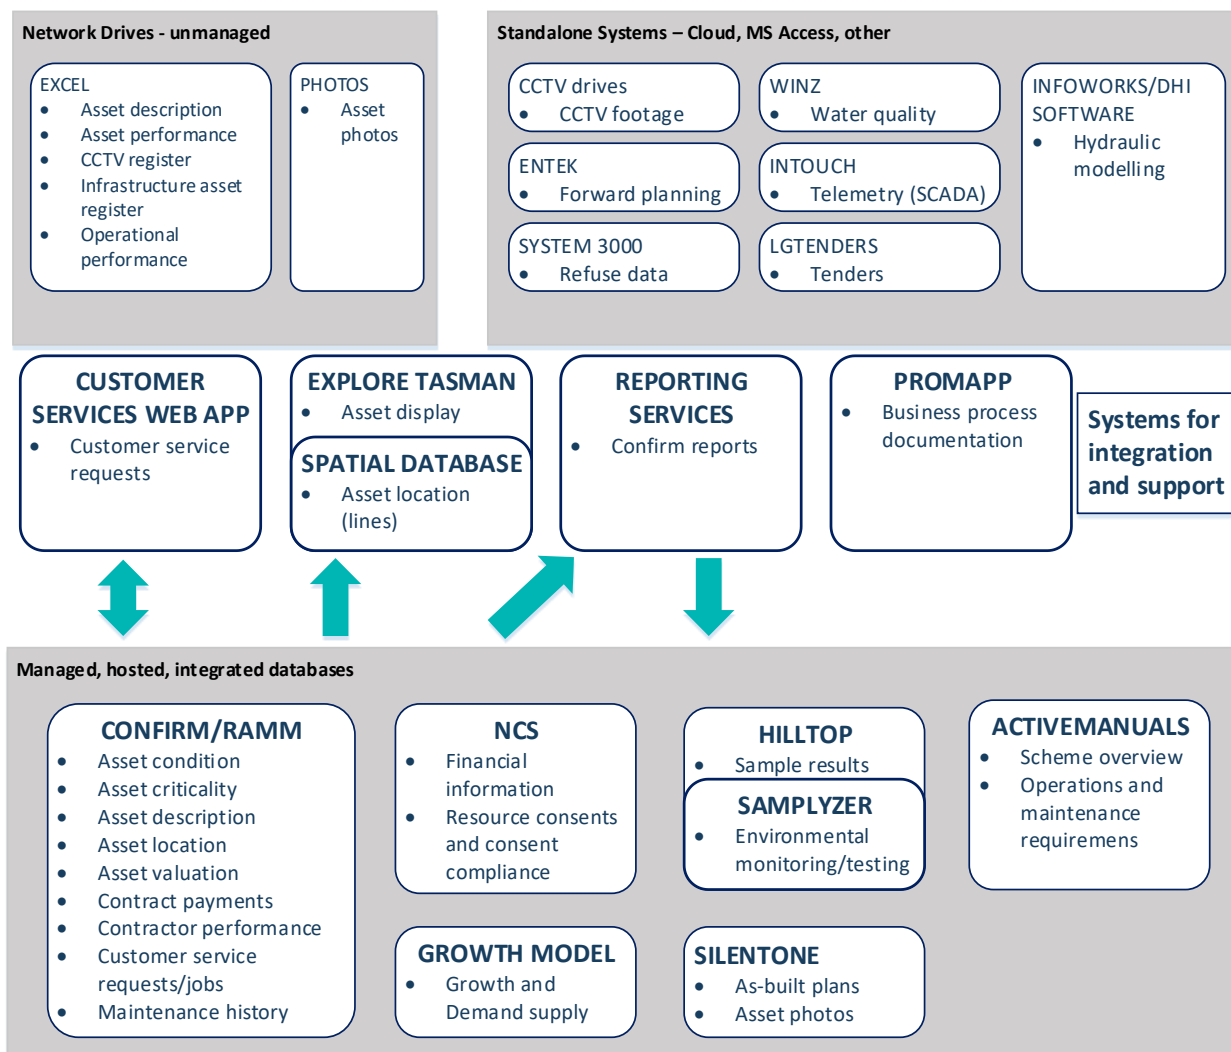 Network Drives - unmanaged
EXCEL
• Asset description
• Asset performance
• CCTV register
• Infrastructure asset
register
• Operational
performance
PHOTOS
• Asset
photos
Standalone Systems – Cloud, MS Access, other
CCTV drives
• CCTV footage
WINZ
• Water quality
INFOWORKS/DHI
SOFTWARE
• Hydraulic
modelling
ENTEK
• Forward planning
INTOUCH
• Telemetry (SCADA)
SYSTEM 3000
• Refuse data
LGTENDERS
• Tenders
CUSTOMER
SERVICES WEB APP
• Customer service
requests
EXPLORE TASMAN
• Asset display
SPATIAL DATABASE
• Asset location
(lines)
REPORTING
SERVICES
• Confirm reports
PROMAPP
• Business process
documentation
Systems for
integration
and support
Managed, hosted, integrated databases
CONFIRM/RAMM
• Asset condition
• Asset criticality
• Asset description
• Asset location
• Asset valuation
• Contract payments
• Contractor performance
• Customer service
requests/jobs
• Maintenance history
NCS
• Financial
information
• Resource consents
and consent
compliance
HILLTOP
• Sample results
SAMPLYZER
• Environmental
monitoring/testing
ACTIVEMANUALS
• Scheme overview
• Operations and
maintenance
requiremens
GROWTH MODEL
• Growth and
Demand supply
SILENTONE
• As-built plans
• Asset photos